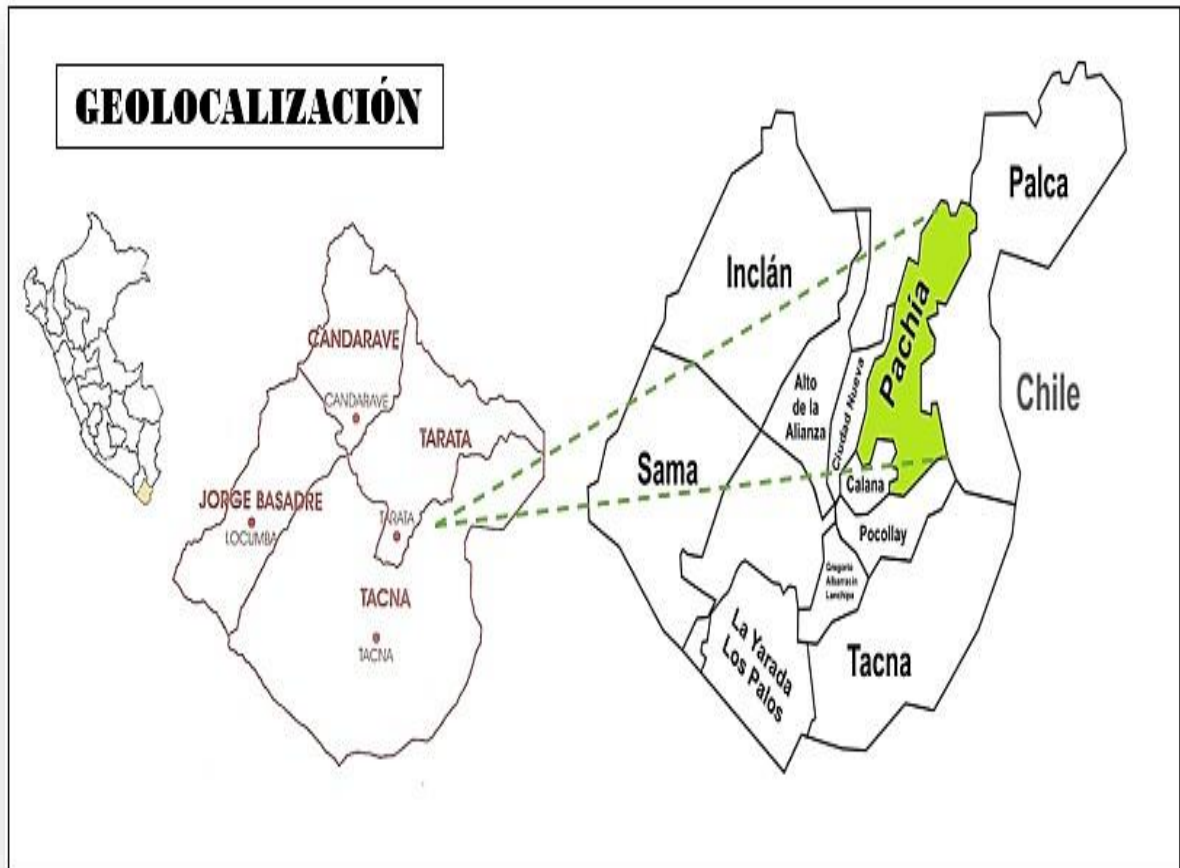 GEOLOCALIZACIÓN
CANDARAVE
CANDARAVE
TARATA
JORGE BASADRE
LOCUMBA
TARATA
TACNA
TACNA
Palca
Inclán
Pachia
Chile
Alto
de la
Alianza
Ciudad Nueva
Sama
Calana
Pocollay
Gregorio
Albarracín
Lanchipa
La Yarada
Los Palos
Tacna